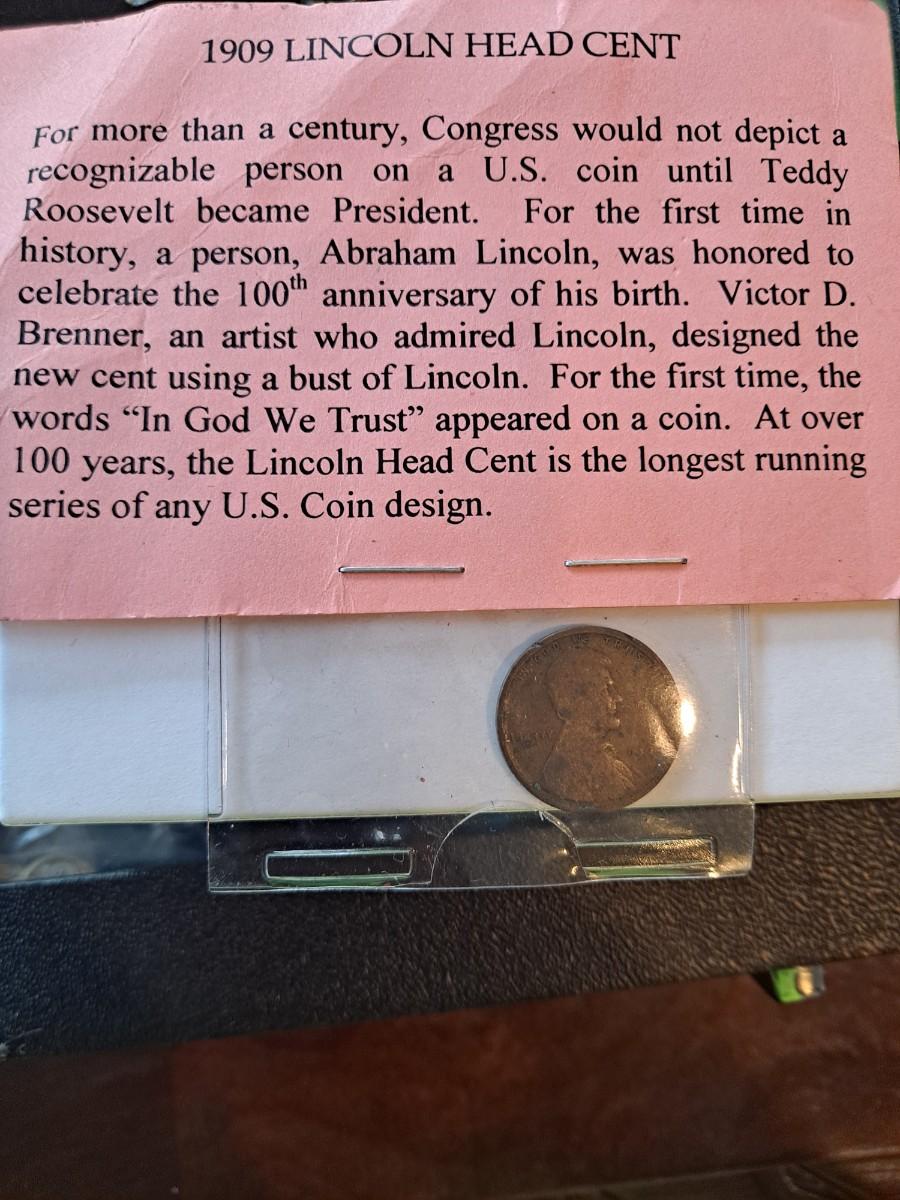 1909 LINCOLN HEAD CENT
For more than a century, Congress would not depict a
recognizable person on a U.S. coin until Teddy
Roosevelt became President. For the first time in
history, a person, Abraham Lincoln, was honored to
celebrate the 100th anniversary of his birth. Victor D.
Brenner, an artist who admired Lincoln, designed the
new cent using a bust of Lincoln. For the first time, the
words “In God We Trust” appeared on a coin. At over
100 years, the Lincoln Head Cent is the longest running
series of any U.S. Coin design.
GOD WE TRUST